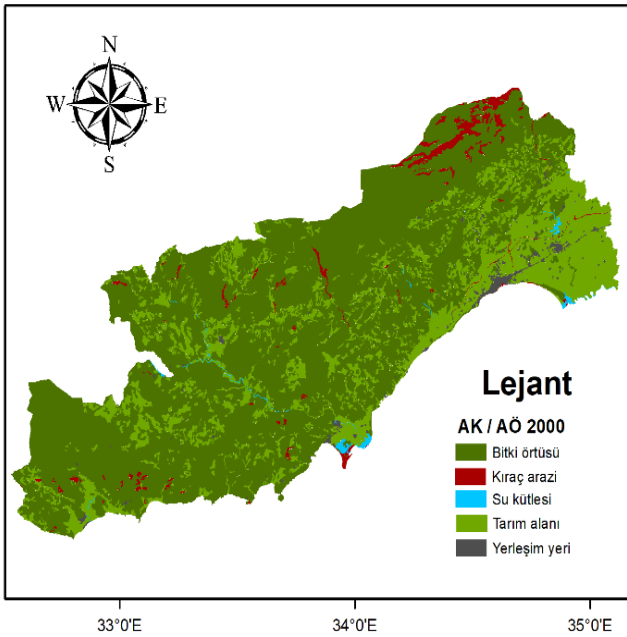 N
W E
S
Lejant
AK / AÖ 2000
Bitki örtüsü
Kıraç arazi
Su kütlesi
Tarım alanı
Yerleşim yeri
33°0'E 34°0'E 35°0'E